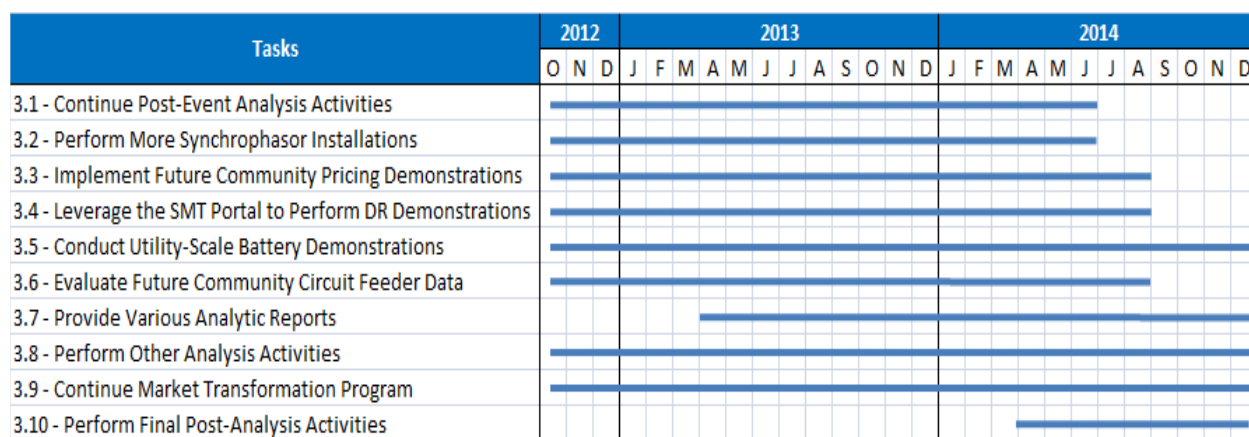 Tasks
2012 2013 2014
O N D J F M A M J J A S O N D J F M A M J J A S O N D
3.1 - Continue Post-Event Analysis Activities
3.2 - Perform More Synchrophasor Installations
3.3 - Implement Future Community Pricing Demonstrations
3.4 - Leverage the SMT Portal to Perform DR Demonstrations
3.5 - Conduct Utility-Scale Battery Demonstrations
3.6 - Evaluate Future Community Circuit Feeder Data
3.7 - Provide Various Analytic Reports
3.8 - Perform Other Analysis Activities
3.9 - Continue Market Transformation Program
3.10 - Perform Final Post-Analysis Activities